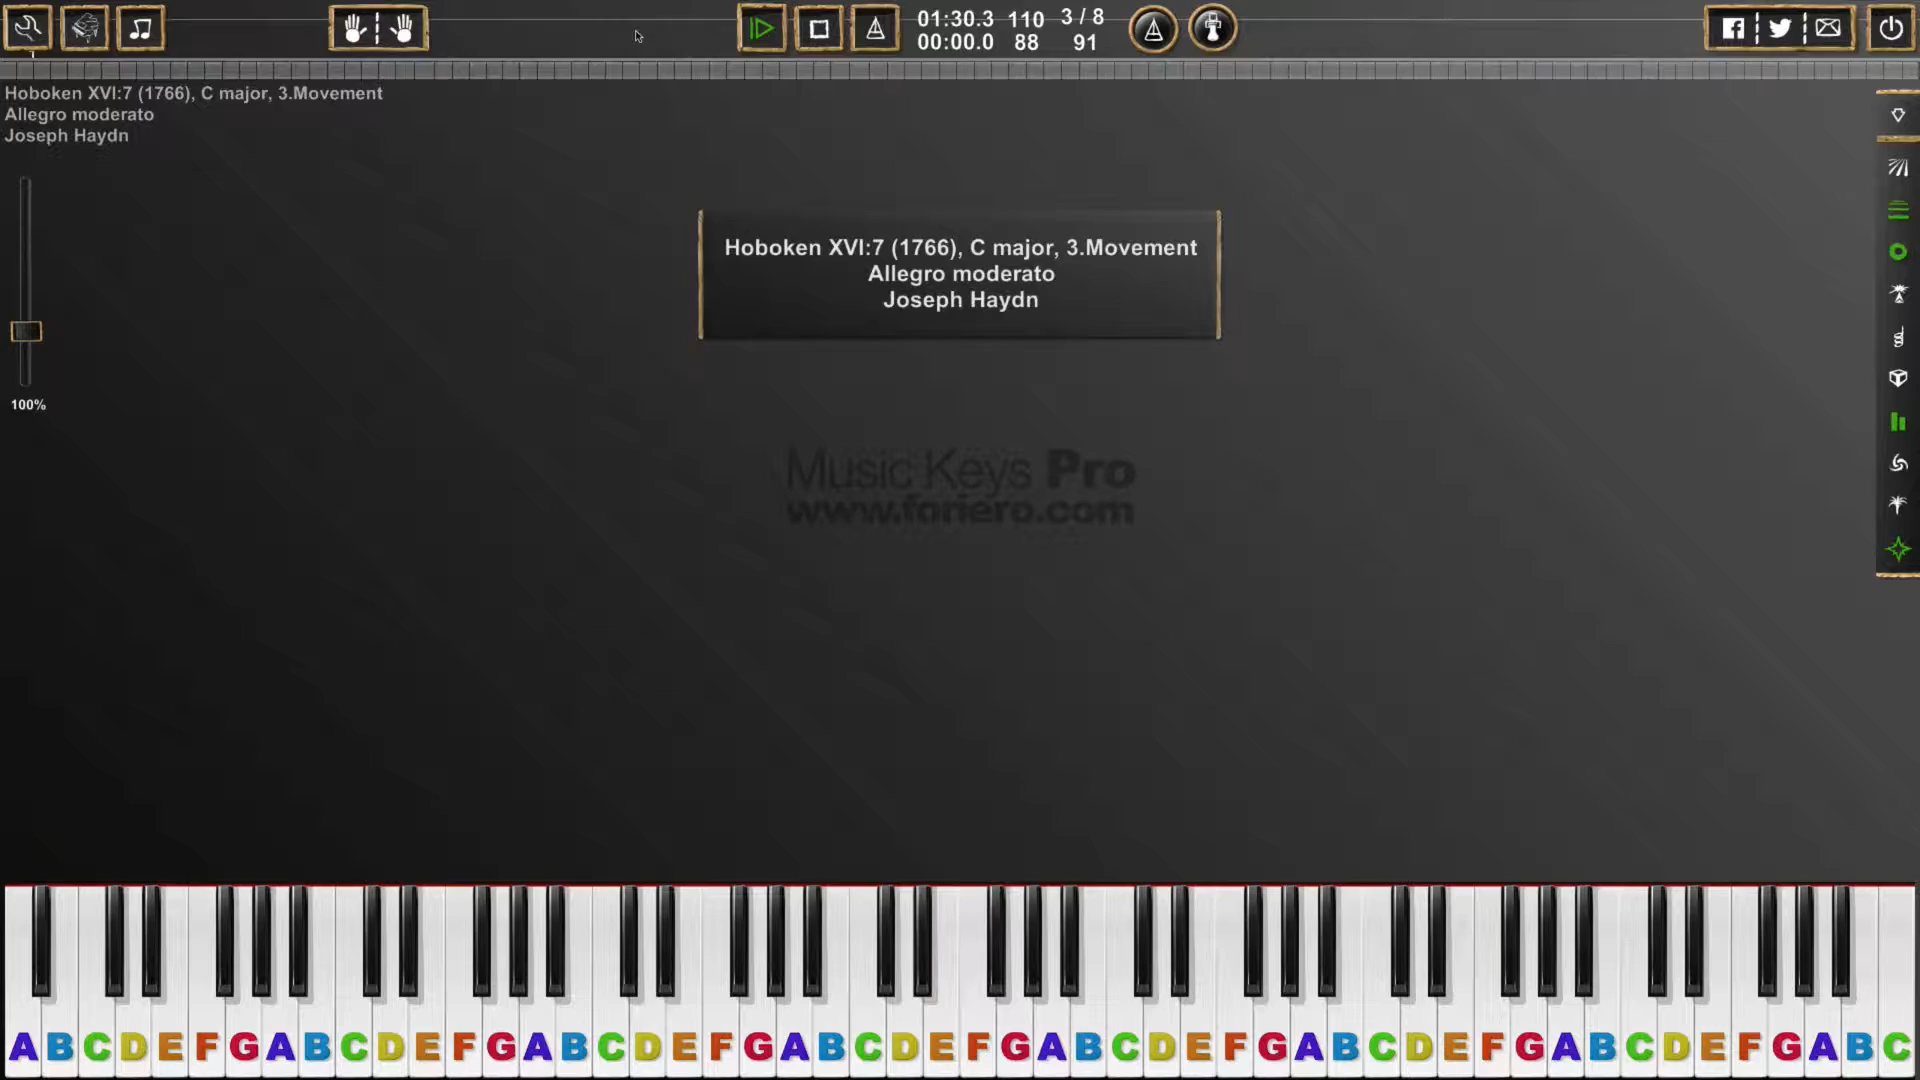 01:30.3 110 3 / 8
00:00.0 88 91
Hoboken XVI:7 (1766), C major, 3.Movement
Allegro moderato
Joseph Haydn
Hoboken XVI:7 (1766), C major, 3.Movement
Allegro moderato
Joseph Haydn
100%
Music Keys Pro
www.foriero.com
A B C D E F G A B C D E F G A B C D E F G A B C D E F G A B C D E F G A B C D E F G A B C D E F G A B C